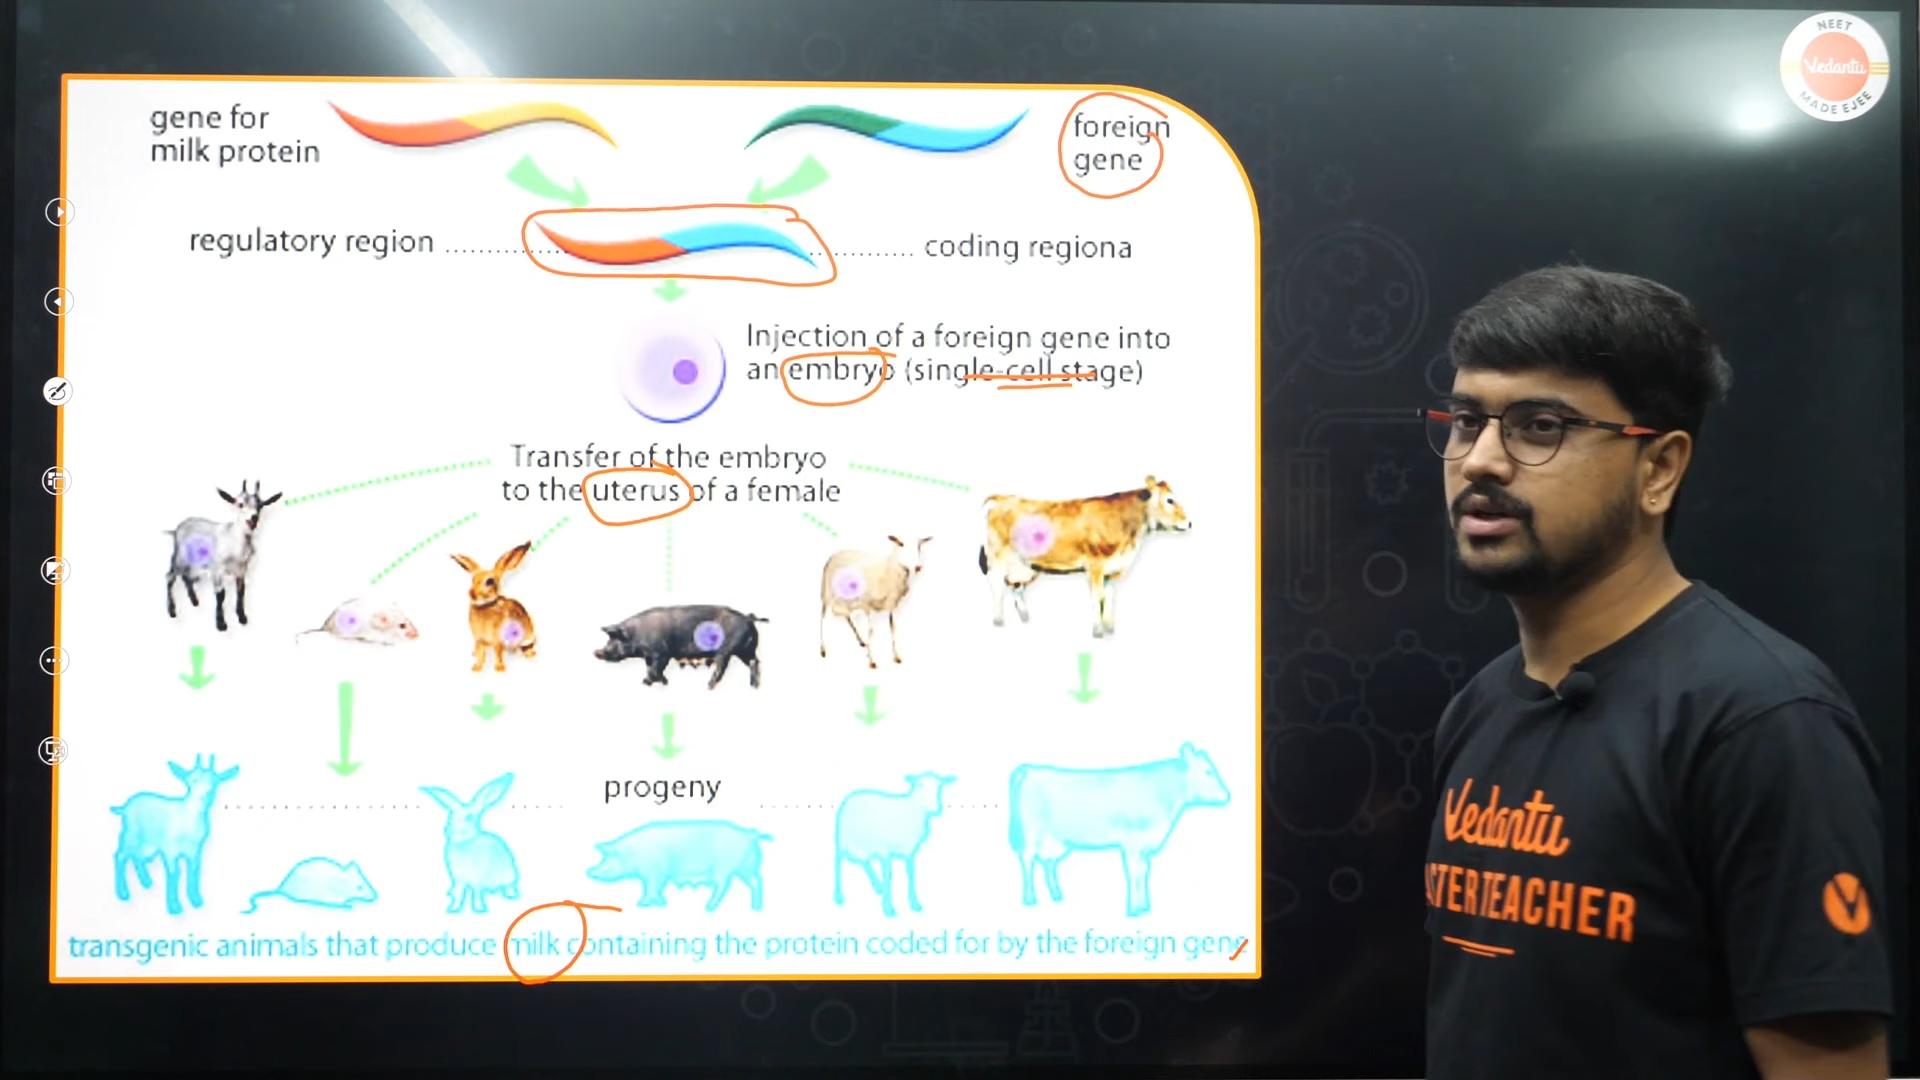 NEET
Vedantu
MADE EJEE
gene for
milk protein
foreign
gene
regulatory region
coding regiona
Injection of a foreign gene into
an embryo (single-cell stage)
Transfer of the embryo
to the uterus of a female
progeny
transgenic animals that produce milk containing the protein coded for by the foreign gene
Vedantu
STERTEACHER
V